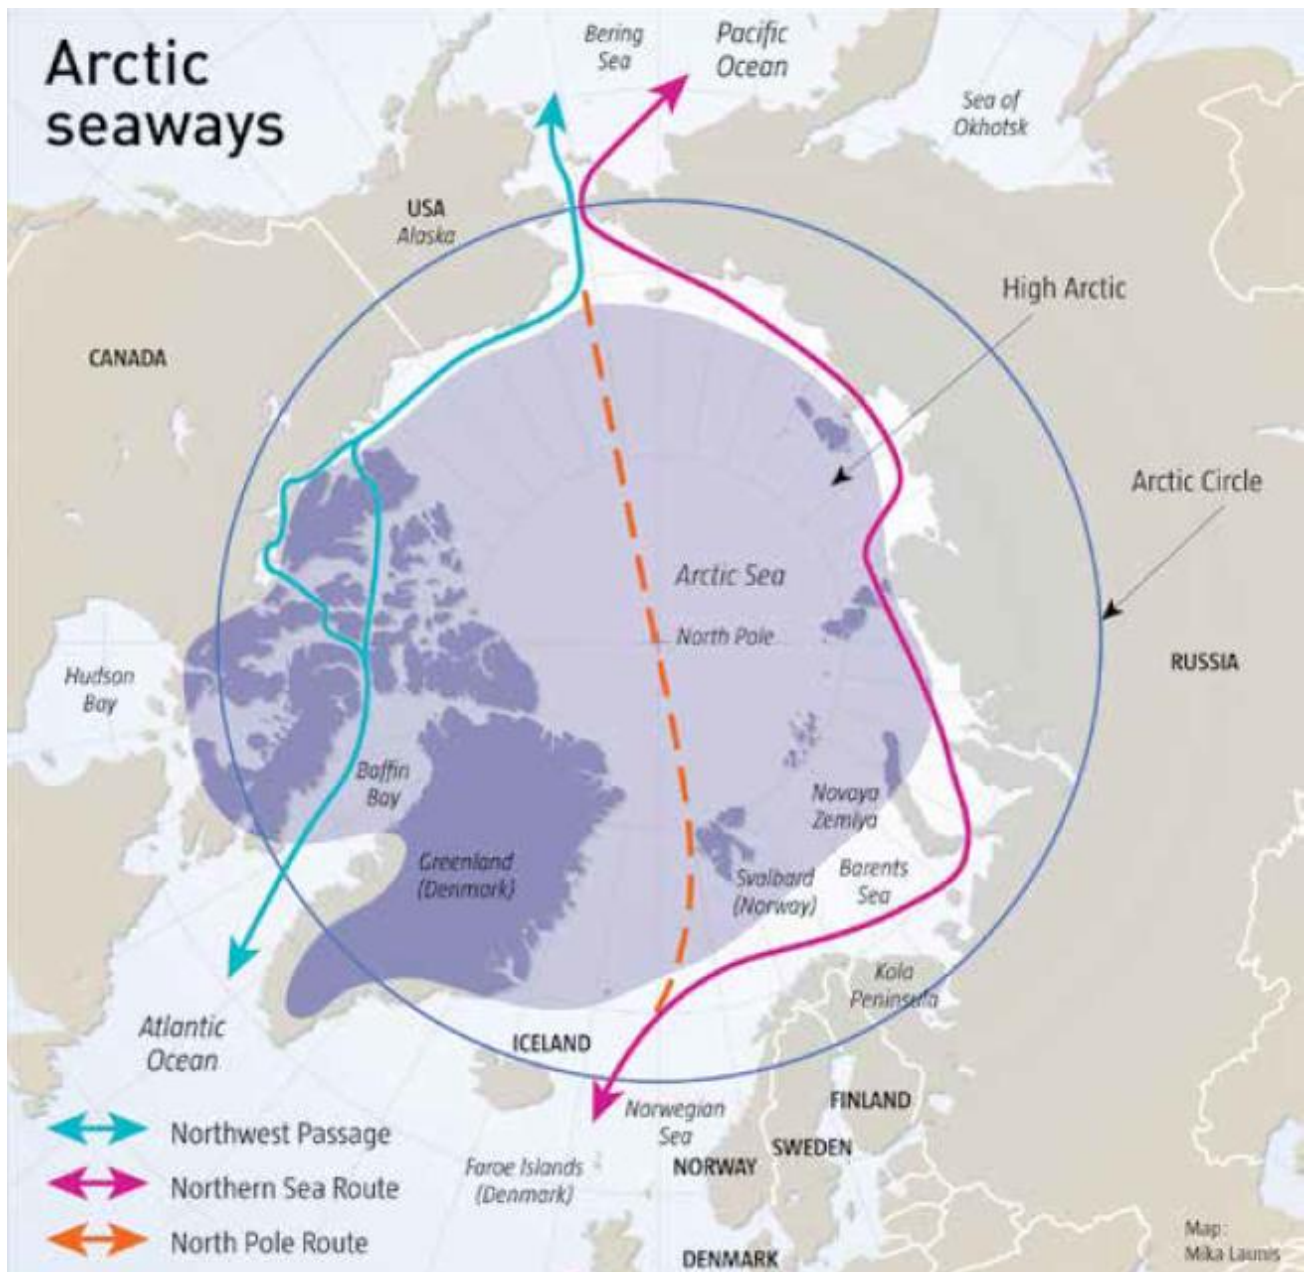 Arctic
seaways
Bering
Sea
Pacific
Ocean
Sea of
Okhotsk
USA
Alaska
High Arctic
CANADA
Arctic Circle
Arctic Sea
North Pole
RUSSIA
Hudson
Bay
Baffin
Bay
Novaya
Zemlya
Greenland
(Denmark)
Svalbard
(Norway)
Barents
Sea
Kola
Peninsula
Atlantic
Ocean
ICELAND
FINLAND
Norwegian
Sea
SWEDEN
NORWAY
Faroe Islands
(Denmark)
DENMARK
Northwest Passage
Northern Sea Route
North Pole Route
Map:
Mika Launis